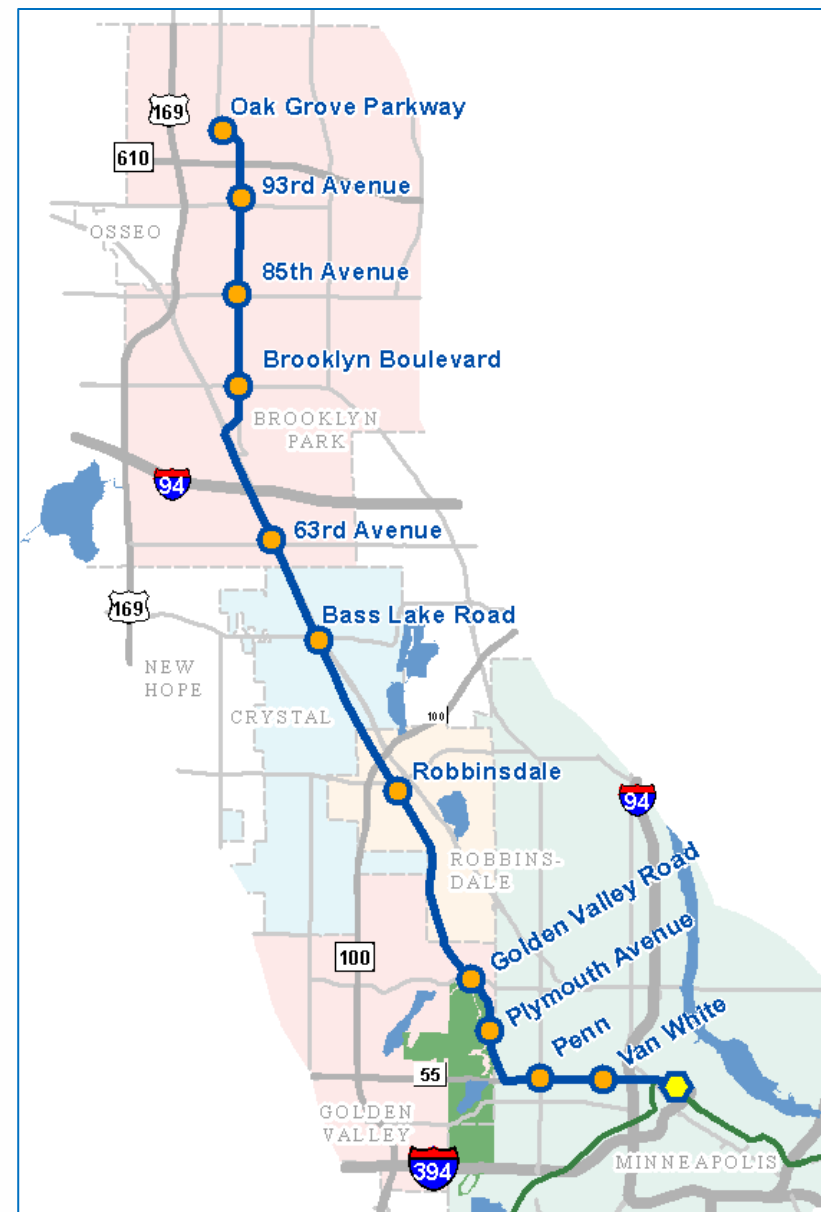 169
Oak Grove Parkway
610
93rd Avenue
OSSEO
85th Avenue
Brooklyn Boulevard
BROOKLYN
PARK
94
63rd Avenue
169
Bass Lake Road
NEW
HOPE
CRYSTAL
100
Robbinsdale
94
ROBBINS-
DALE
Golden Valley Road
100
Plymouth Avenue
Penn
Van White
55
GOLDEN
VALLEY
394
MINNEAPOLIS